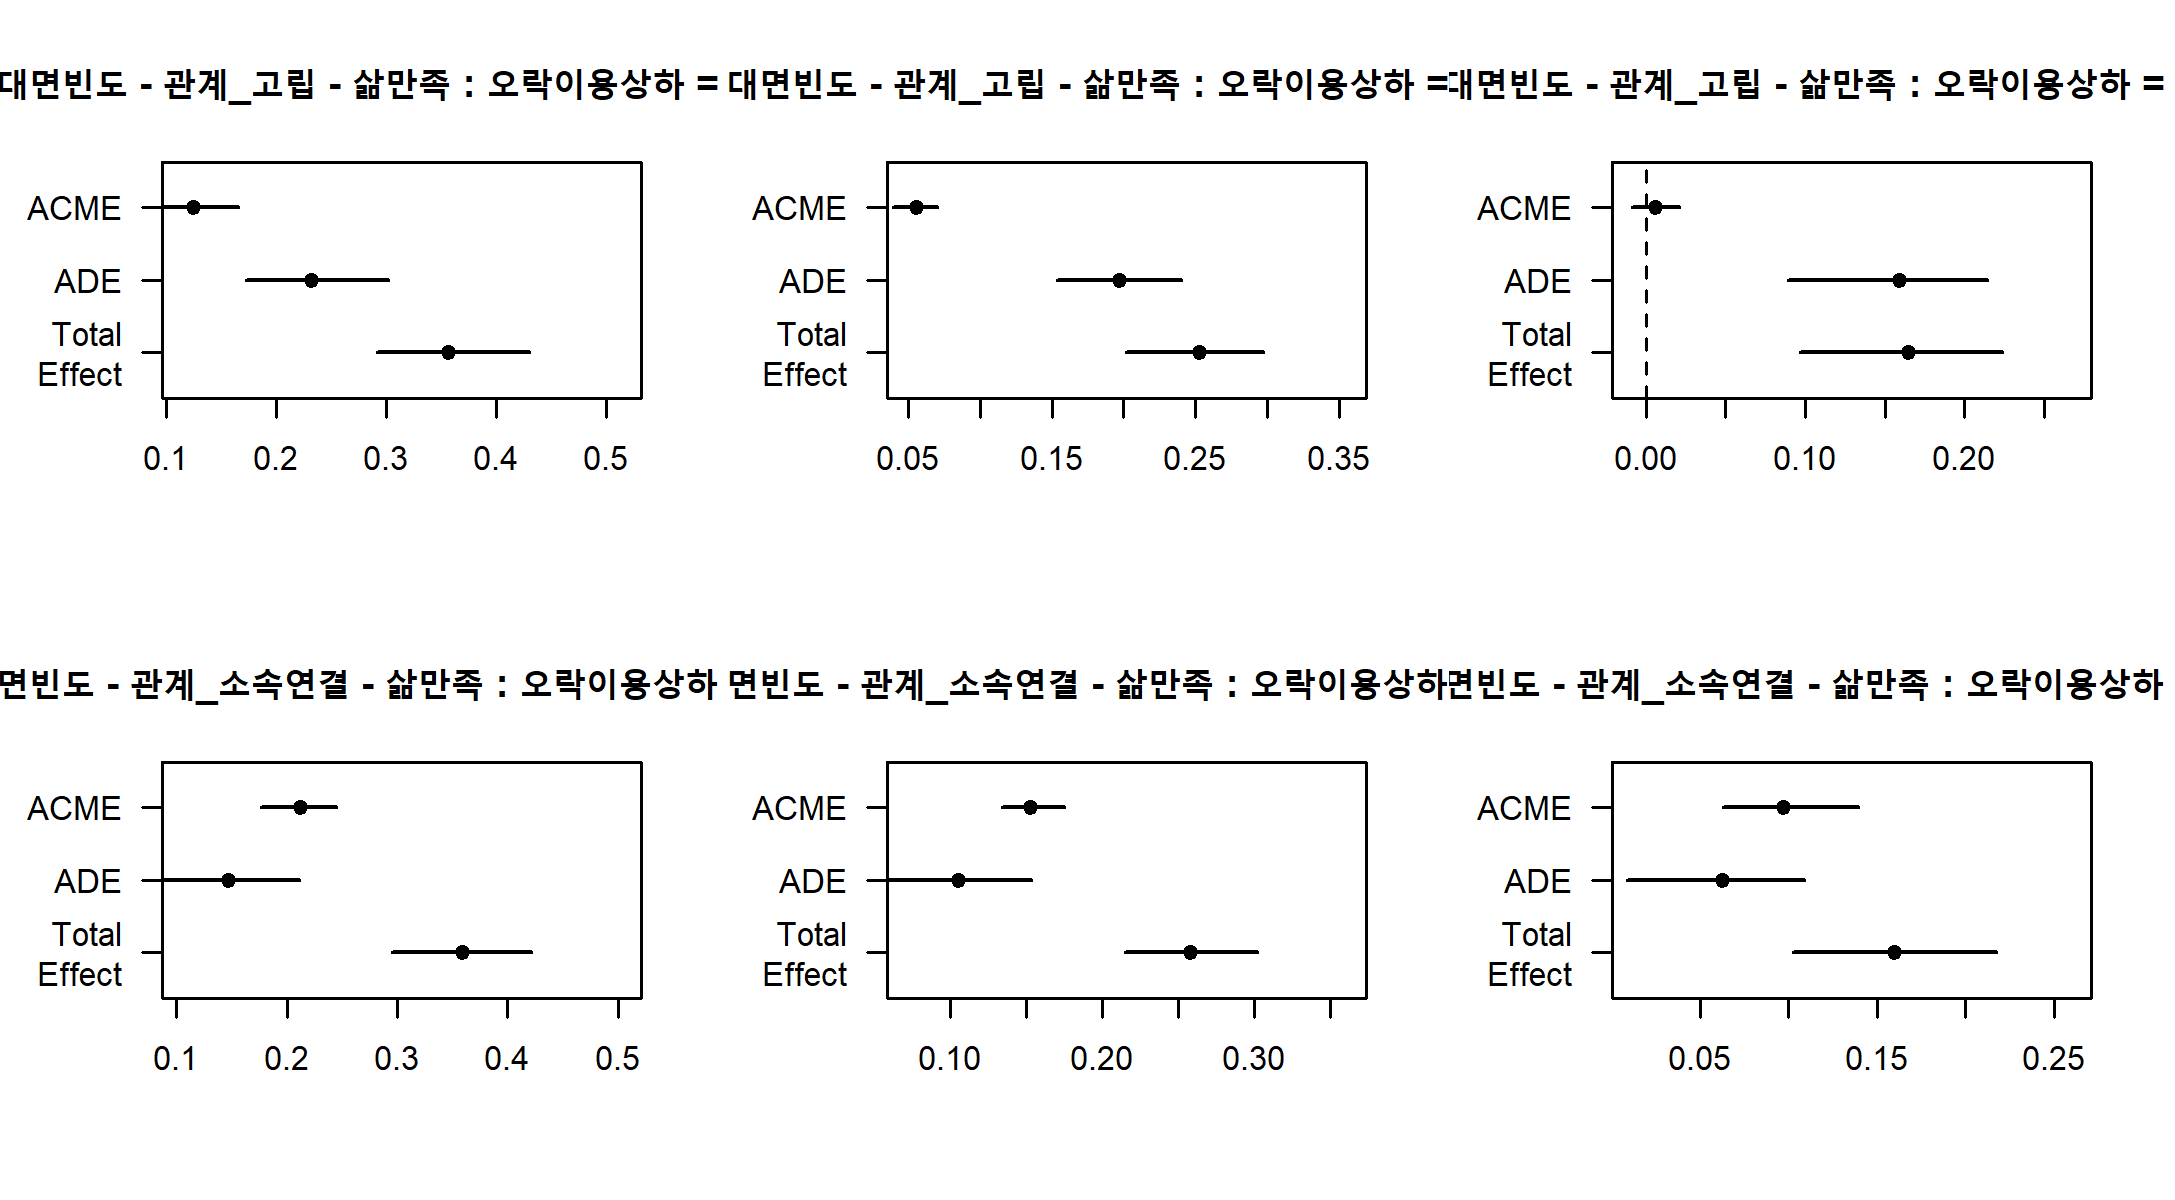 대면빈도 - 관계_고립 - 삶만족 : 오락이용상하 =
ACME
ADE
Total
Effect
0.1 0.2 0.3 0.4 0.5
대면빈도 - 관계_고립 - 삶만족 : 오락이용상하 =
ACME
ADE
Total
Effect
0.05 0.15 0.25 0.35
대면빈도 - 관계_고립 - 삶만족 : 오락이용상하 =
ACME
ADE
Total
Effect
0.00 0.10 0.20
면빈도 - 관계_소속연결 - 삶만족 : 오락이용상하
ACME
ADE
Total
Effect
0.1 0.2 0.3 0.4 0.5
면빈도 - 관계_소속연결 - 삶만족 : 오락이용상하
ACME
ADE
Total
Effect
0.10 0.20 0.30
면빈도 - 관계_소속연결 - 삶만족 : 오락이용상하
ACME
ADE
Total
Effect
0.05 0.15 0.25